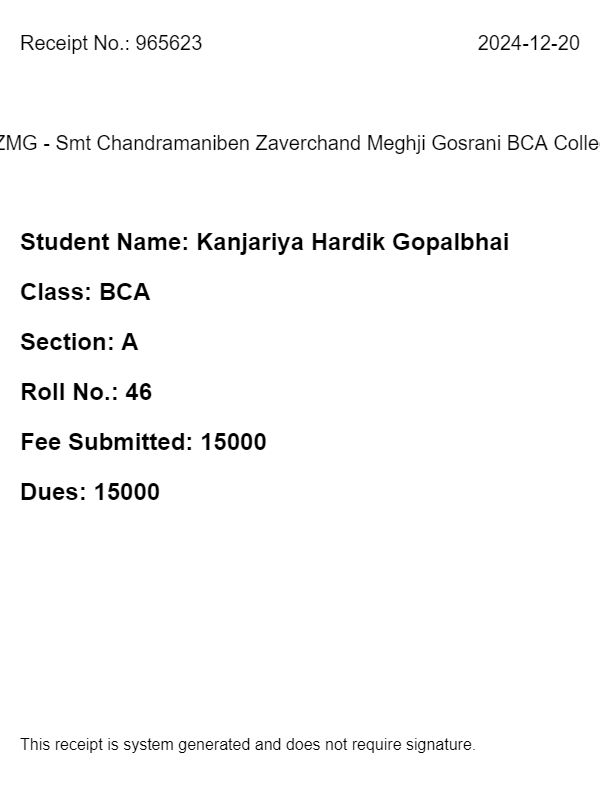 Receipt No.: 965623 2024-12-20
ZMG - Smt Chandramaniben Zaverchand Meghji Gosrani BCA Colle
Student Name: Kanjariya Hardik Gopalbhai
Class: BCA
Section: A
Roll No.: 46
Fee Submitted: 15000
Dues: 15000
This receipt is system generated and does not require signature.